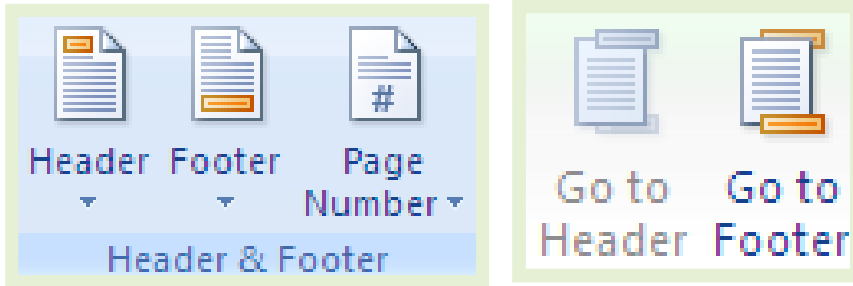 Header Footer Page
Number
#
Header & Footer
Go to Go to
Header Footer